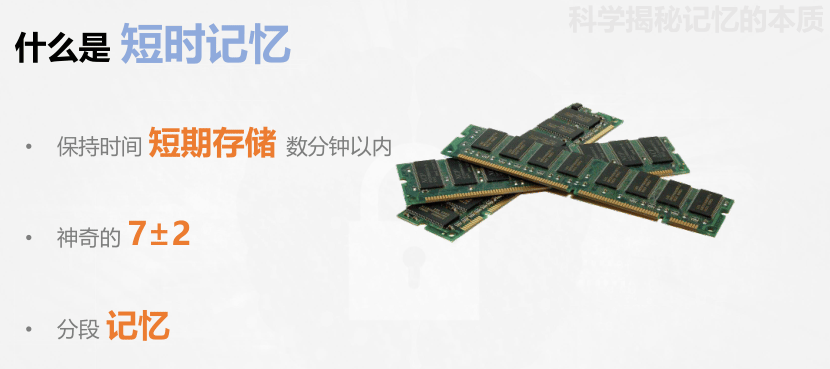 科学揭秘记忆的本质
什么是 短时记忆
• 保持时间 短期存储 数分钟以内
• 神奇的 7±2
• 分段 记忆